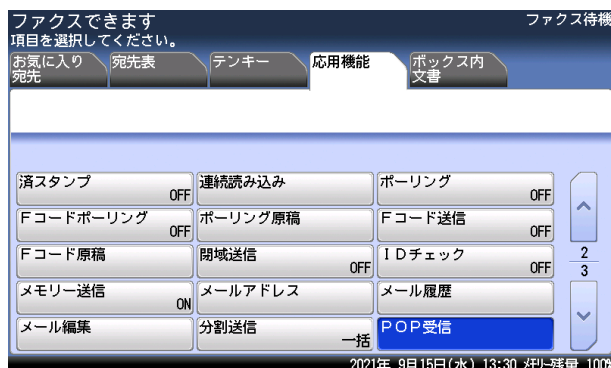 ファクスできます
ファクス待機
項目を選択してください。
お気に入り
宛先
宛先表
テンキー
応用機能
ボックス内
文書
済スタンプ
OFF
連続読み込み
ポーリング
OFF
Fコードポーリング
OFF
ポーリング原稿
Fコード送信
OFF
Fコード原稿
閉域送信
OFF
IDチェック
OFF
2
3
メモリー送信
ON
メールアドレス
メール履歴
メール編集
分割送信
一括
POP受信
2021年 9月15日(水) 13:30 メモリー残量 100%